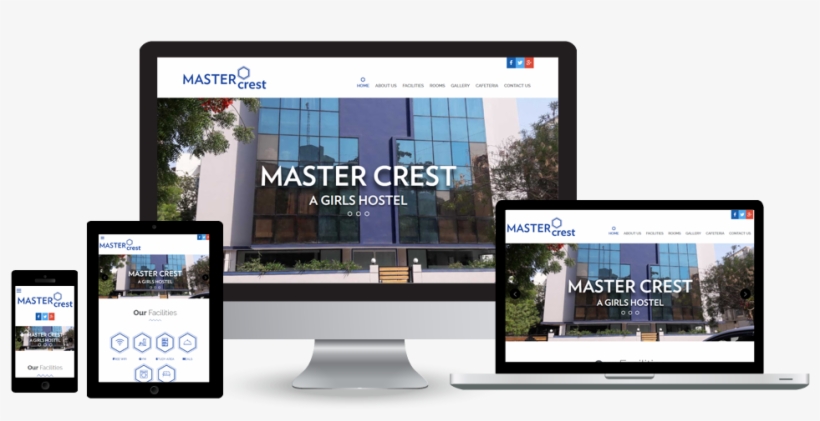 MASTER
crest
HOME ABOUT US FACILITIES ROOMS GALLERY CAFETERIA CONTACT US
MASTER CREST
A GIRLS HOSTEL
MASTER
crest
HOME ABOUT US FACILITIES ROOMS GALLERY CAFETERIA CONTACT US
MASTER CREST
A GIRLS HOSTEL
MASTER
crest
MASTER CREST
Our Facilities
MASTER
crest
MASTER CREST
A GIRLS HOSTEL
Our Facilities